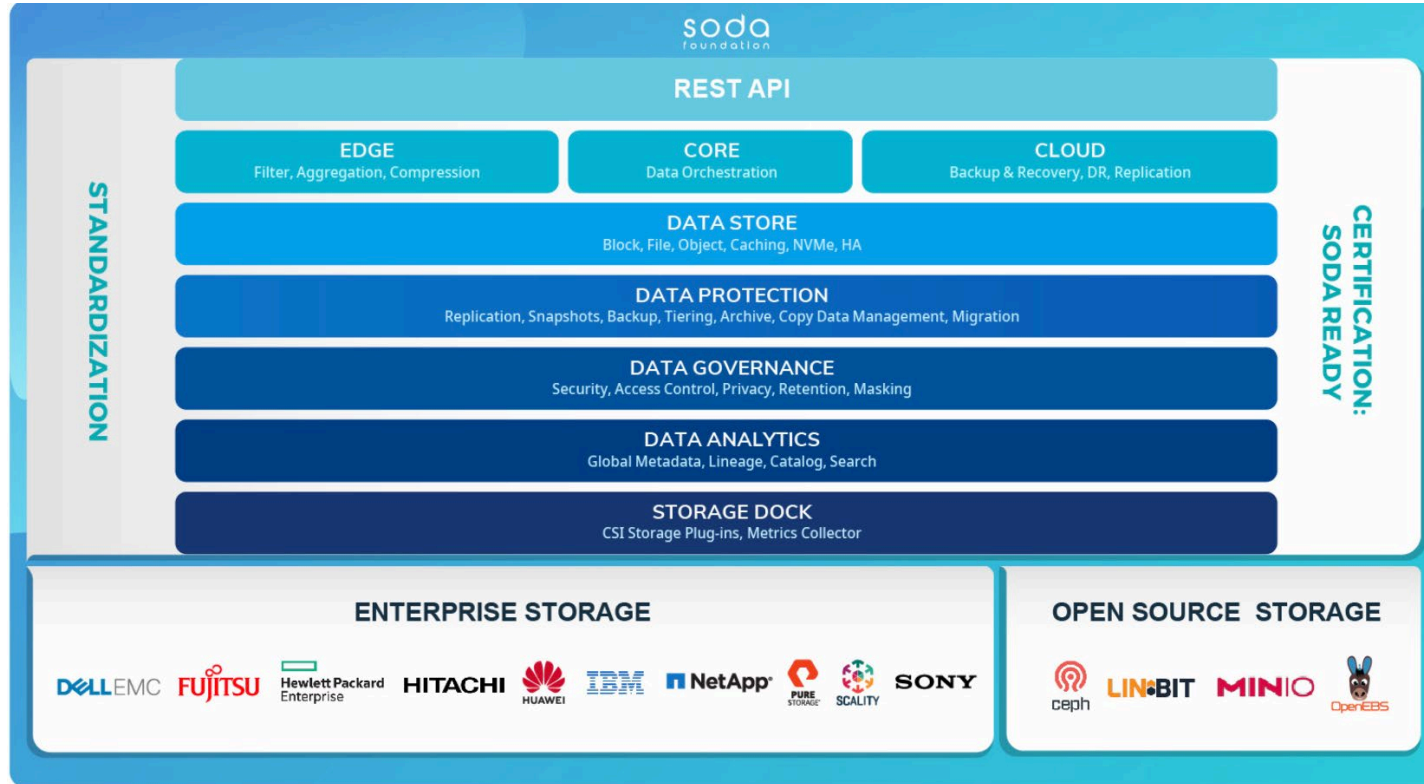 soda
foundation
REST API
EDGE
Filter, Aggregation, Compression
CORE
Data Orchestration
CLOUD
Backup & Recovery, DR, Replication
DATA STORE
Block, File, Object, Caching, NVMe, HA
DATA PROTECTION
Replication, Snapshots, Backup, Tiering, Archive, Copy Data Management, Migration
DATA GOVERNANCE
Security, Access Control, Privacy, Retention, Masking
DATA ANALYTICS
Global Metadata, Lineage, Catalog, Search
STORAGE DOCK
CSI Storage Plug-ins, Metrics Collector
STANDARDIZATION
CERTIFICATION:
SODA READY
ENTERPRISE STORAGE
DELLEMC
FUJITSU
Hewlett Packard
Enterprise
HITACHI
HUAWEI
IBM
NetApp
PURE
STORAGE
SCALITY
SONY
OPEN SOURCE STORAGE
ceph
LINBIT
MINIO
OpenEBS